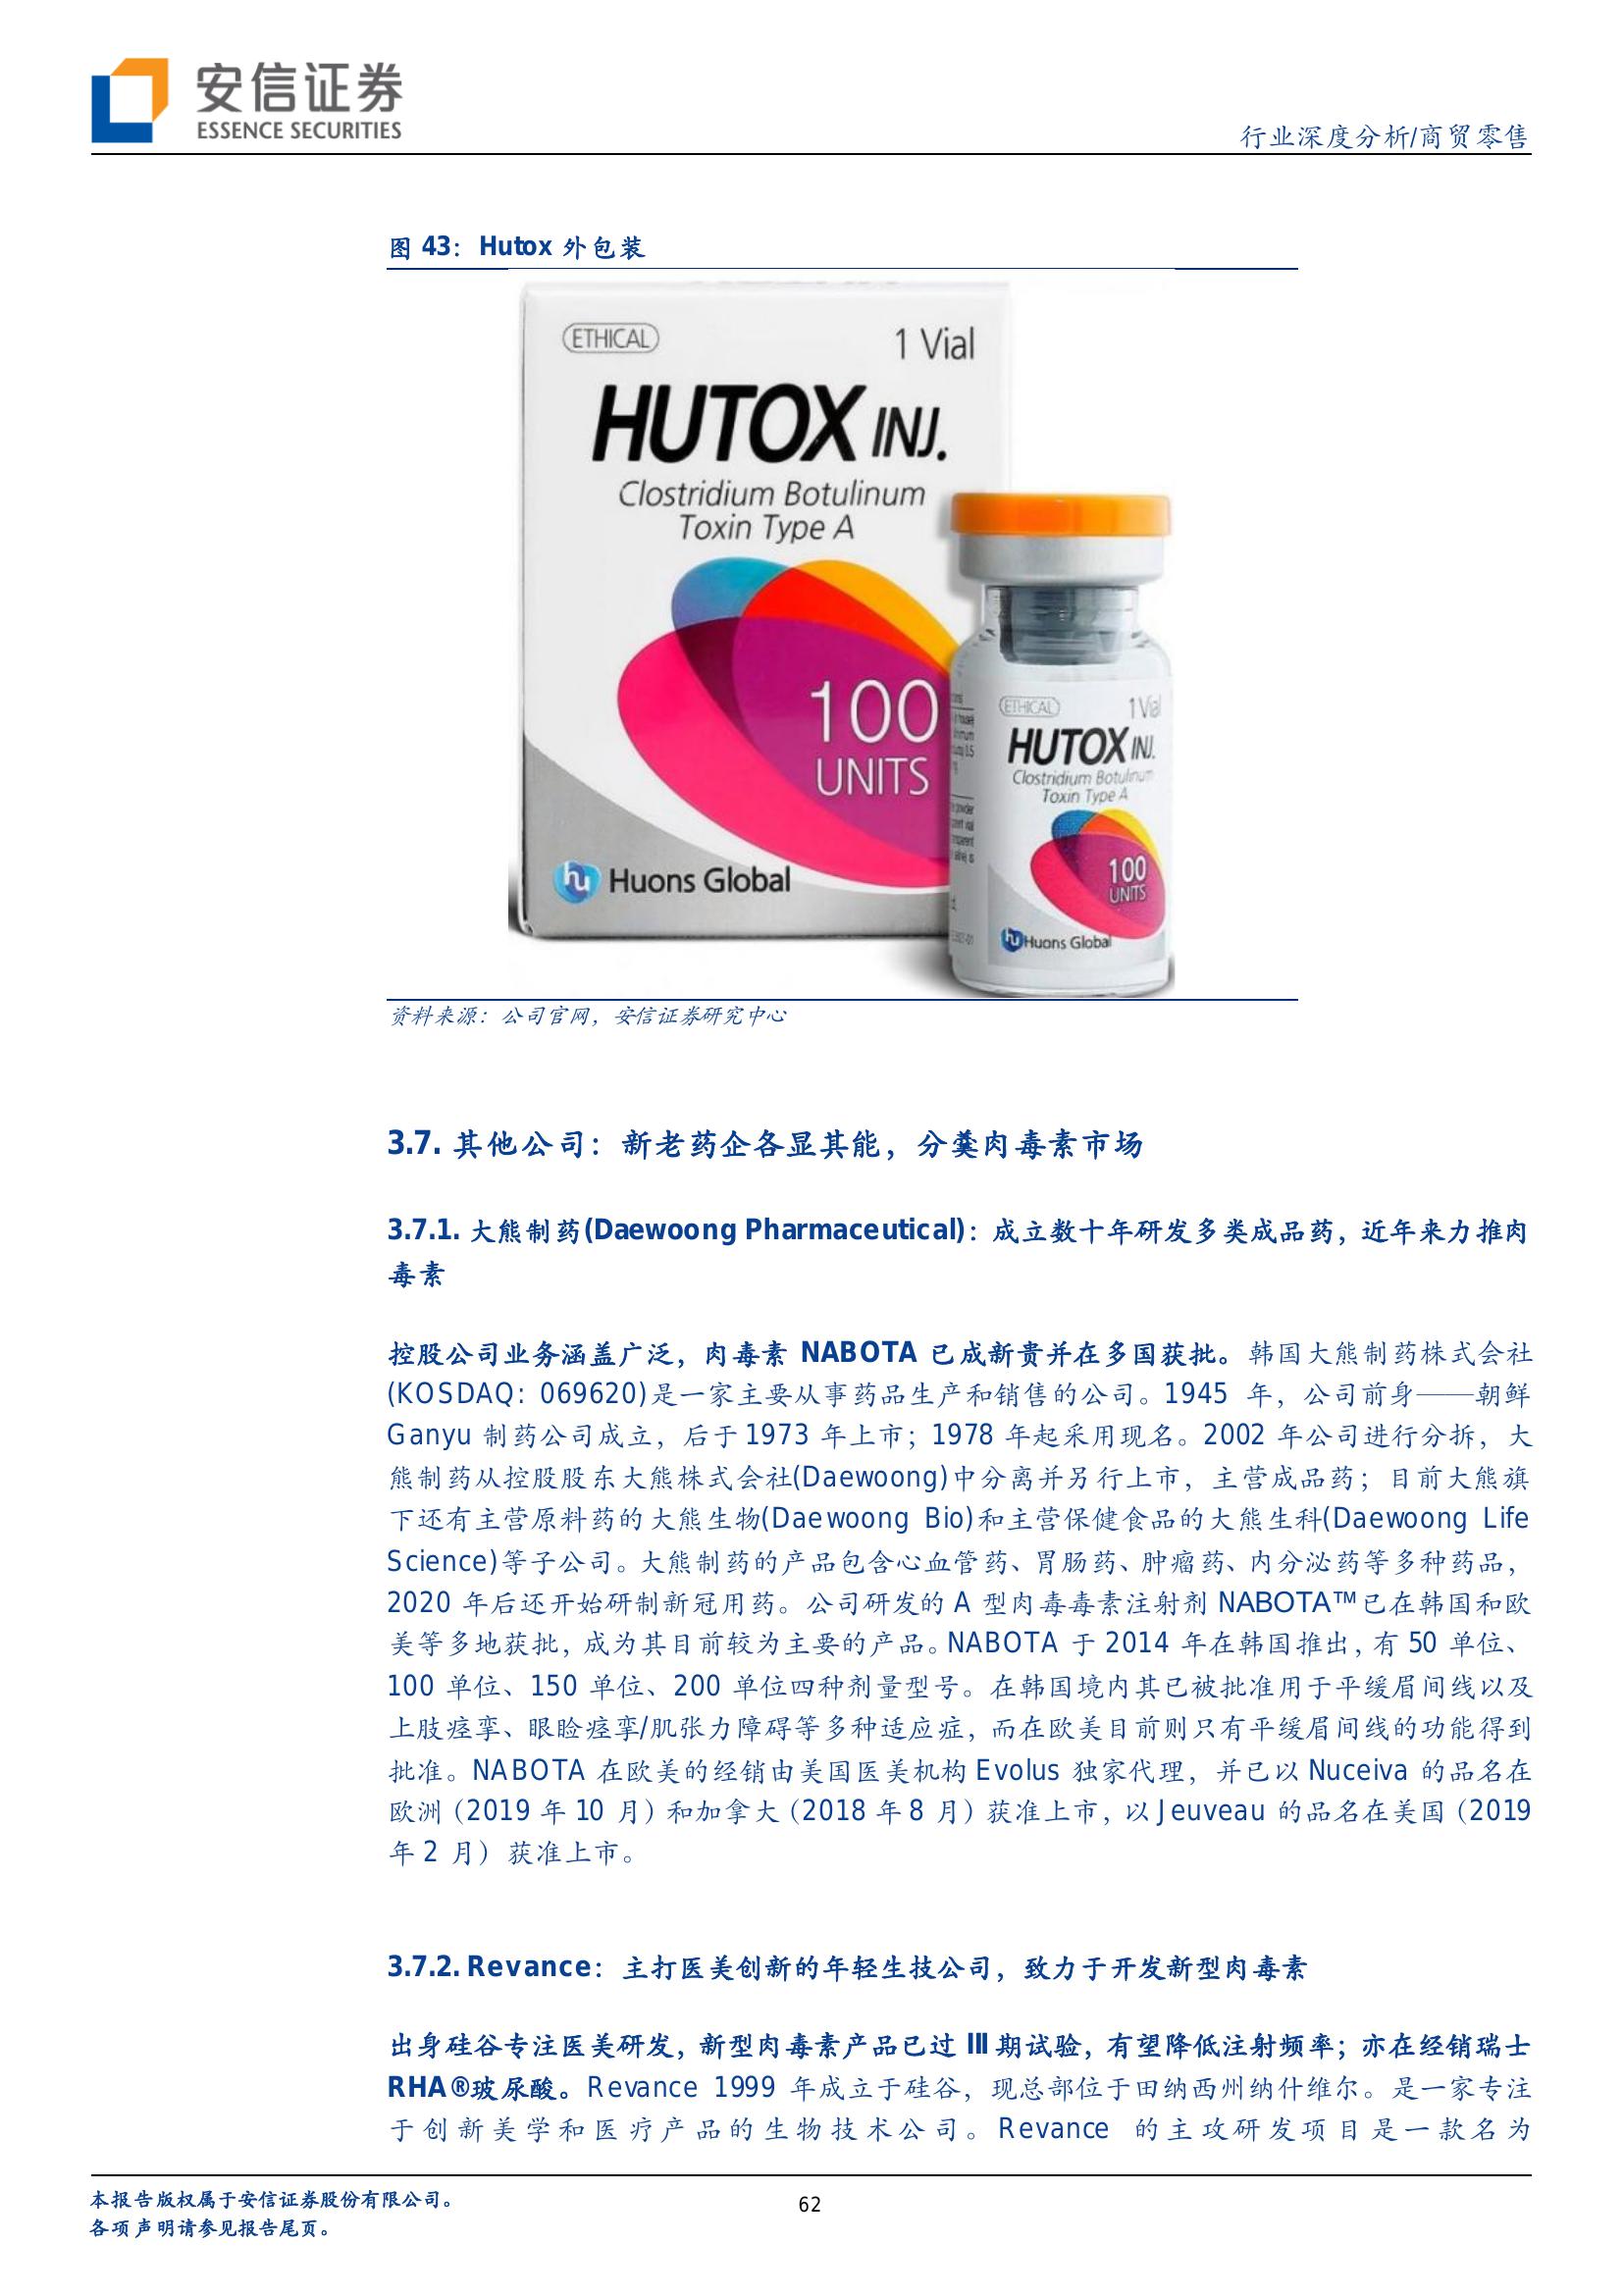 安信证券
ESSENCE SECURITIES
行业深度分析/商贸零售
图 43：Hutox 外包装
ETHICAL
1 Vial
HUTOX INJ.
Clostridium Botulinum
Toxin Type A
100
UNITS
hu Huons Global
ETHICAL
1 Vial
HUTOX INJ.
Clostridium Botulinum
Toxin Type A
100
UNITS
hu Huons Global
资料来源：公司官网，安信证券研究中心
3.7. 其他公司：新老药企各显其能，分羹肉毒素市场
3.7.1. 大熊制药(Daewoong Pharmaceutical)：成立数十年研发多类成品药，近年来力推肉
毒素
控股公司业务涵盖广泛，肉毒素 NABOTA 已成新贵并在多国获批。韩国大熊制药株式会社
(KOSDAQ: 069620)是一家主要从事药品生产和销售的公司。1945 年，公司前身——朝鲜
Ganyu 制药公司成立，后于 1973 年上市；1978 年起采用现名。2002 年公司进行分拆，大
熊制药从控股股东大熊株式会社(Daewoong)中分离并另行上市，主营成品药；目前大熊旗
下还有主营原料药的大熊生物(Daewoong Bio)和主营保健食品的大熊生科(Daewoong Life
Science)等子公司。大熊制药的产品包含心血管药、胃肠药、肿瘤药、内分泌药等多种药品，
2020 年后还开始研制新冠用药。公司研发的 A 型肉毒毒素注射剂 NABOTA™已在韩国和欧
美等多地获批，成为其目前较为主要的产品。NABOTA 于 2014 年在韩国推出，有 50 单位、
100 单位、150 单位、200 单位四种剂量型号。在韩国境内其已被批准用于平缓眉间线以及
上肢痉挛、眼睑痉挛/肌张力障碍等多种适应症，而在欧美目前则只有平缓眉间线的功能得到
批准。NABOTA 在欧美的经销由美国医美机构 Evolus 独家代理，并已以 Nuceiva 的品名在
欧洲（2019 年 10 月）和加拿大（2018 年 8 月）获准上市，以 Jeuveau 的品名在美国（2019
年 2 月）获准上市。
3.7.2. Revance：主打医美创新的年轻生技公司，致力于开发新型肉毒素
出身硅谷专注医美研发，新型肉毒素产品已过 III 期试验，有望降低注射频率；亦在经销瑞士
RHA®玻尿酸。Revance 1999 年成立于硅谷，现总部位于田纳西州纳什维尔。是一家专注
于创新美学和医疗产品的生物技术公司。Revance 的主攻研发项目是一款名为
本报告版权属于安信证券股份有限公司。
62
各项声明请参见报告尾页。